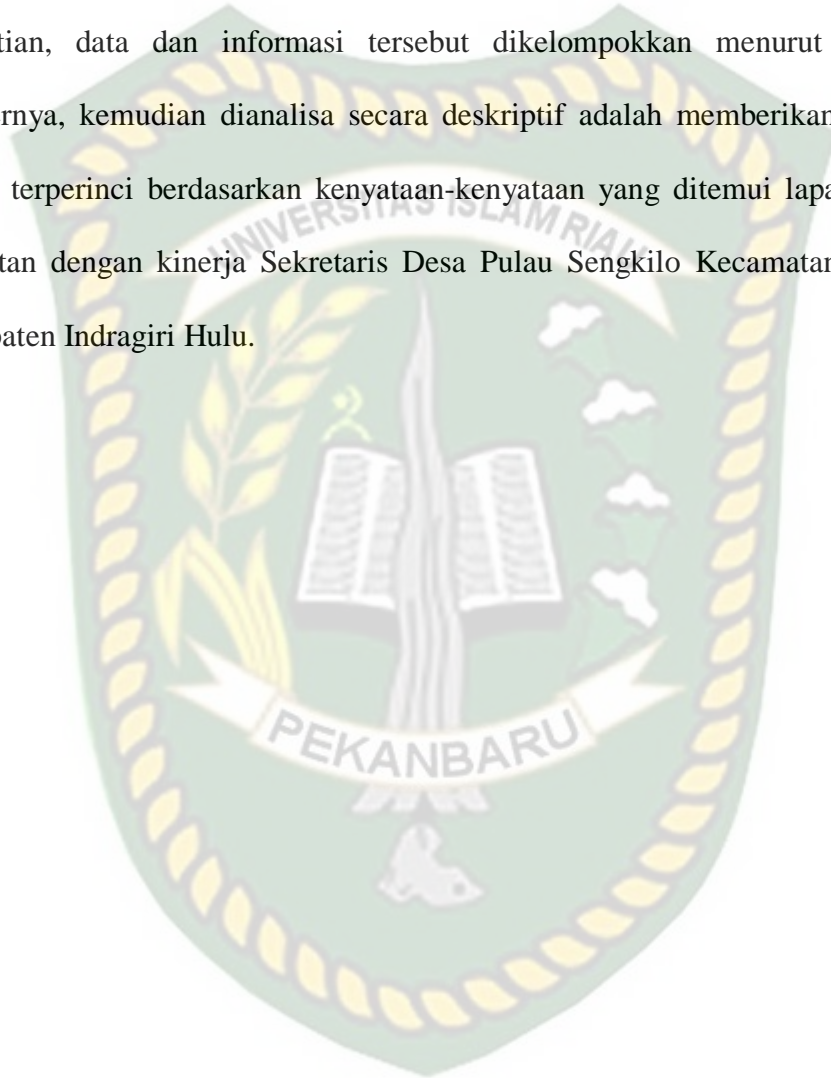 tian, data dan informasi tersebut dikelompokkan menurut
rnya, kemudian dianalisa secara deskriptif adalah memberikan
terperinci berdasarkan kenyataan-kenyataan yang ditemui lapa
UNIVERSITAS ISLAM RIAU
tan dengan kinerja Sekretaris Desa Pulau Sengkilo Kecamatan
paten Indragiri Hulu.
PEKANBARU